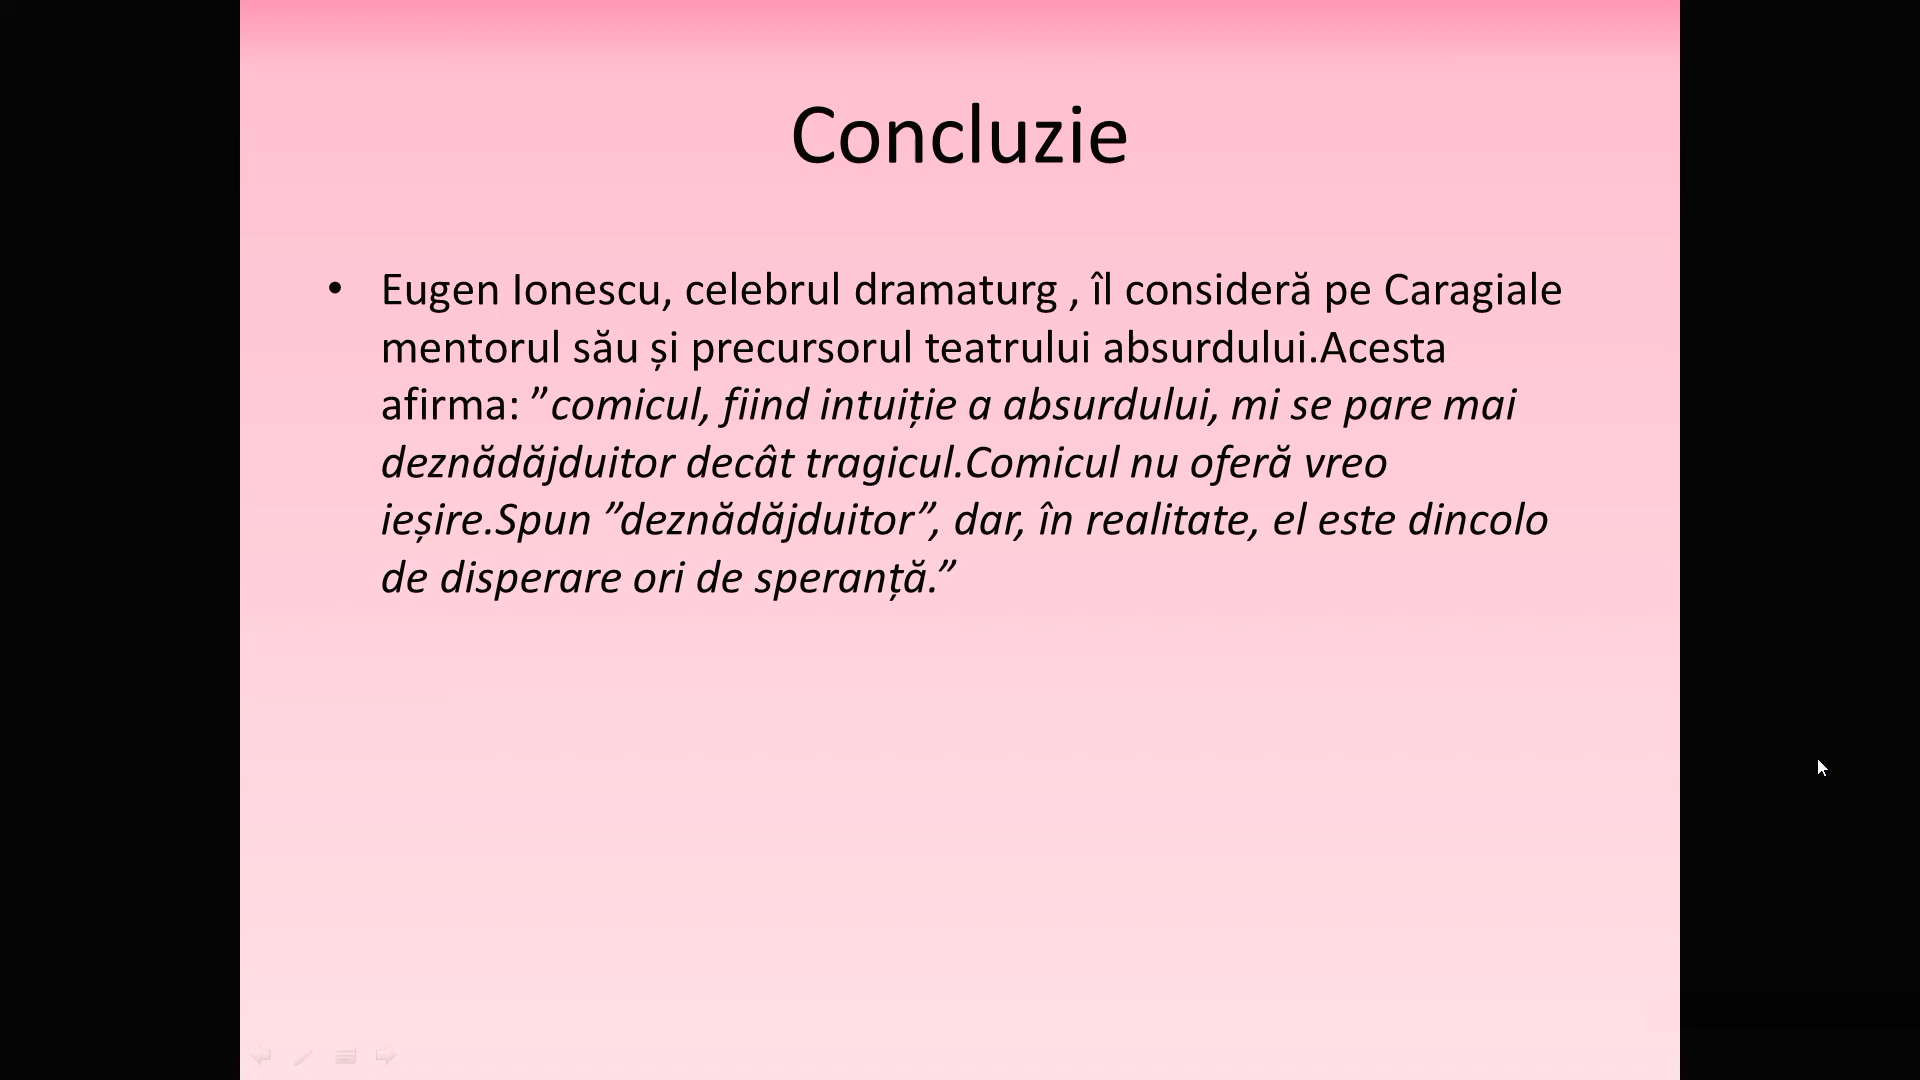 Concluzie
• Eugen Ionescu, celebrul dramaturg , îl consideră pe Caragiale
mentorul său și precursorul teatrului absurdului.Acesta
afirma: ”comicul, fiind intuiție a absurdului, mi se pare mai
deznădăjduitor decât tragicul.Comicul nu oferă vreo
ieșire.Spun ”deznădăjduitor”, dar, în realitate, el este dincolo
de disperare ori de speranță.”